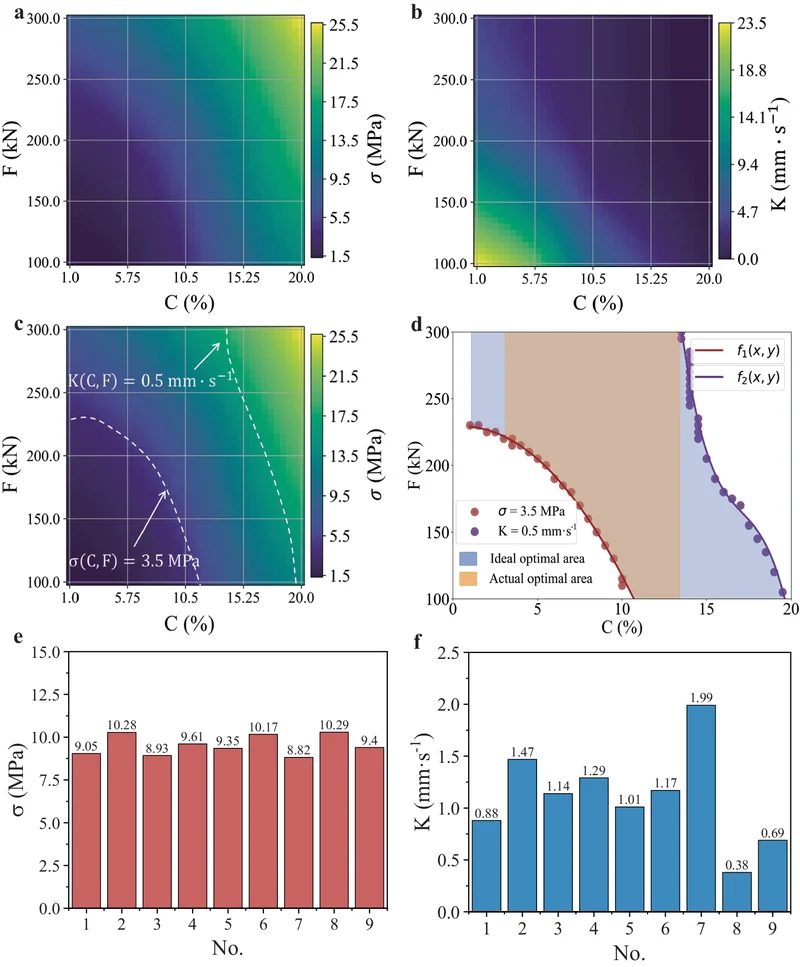 a
300.0
250.0
200.0
150.0
100.0
F (kN)
1.0 5.75 10.5 15.25 20.0
C (%)
25.5
21.5
17.5
13.5
9.5
5.5
1.5
σ (MPa)
b
300.0
250.0
200.0
150.0
100.0
F (kN)
1.0 5.75 10.5 15.25 20.0
C (%)
23.5
18.8
14.1
9.4
4.7
0.0
K (mm · s⁻¹)
c
300.0
250.0
200.0
150.0
100.0
F (kN)
K(C,F) = 0.5 mm · s⁻¹
σ(C,F) = 3.5 MPa
1.0 5.75 10.5 15.25 20.0
C (%)
25.5
21.5
17.5
13.5
9.5
5.5
1.5
σ (MPa)
d
300
250
200
150
100
F (kN)
f₁(x, y)
f₂(x, y)
σ = 3.5 MPa
K = 0.5 mm·s⁻¹
Ideal optimal area
Actual optimal area
0 5 10 15 20
C (%)
e
15.0
12.5
10.0
7.5
5.0
2.5
0.0
σ (MPa)
9.05 10.28 8.93 9.61 9.35 10.17 8.82 10.29 9.4
1 2 3 4 5 6 7 8 9
No.
f
2.5
2.0
1.5
1.0
0.5
0.0
K (mm·s⁻¹)
0.88 1.47 1.14 1.29 1.01 1.17 1.99 0.38 0.69
1 2 3 4 5 6 7 8 9
No.